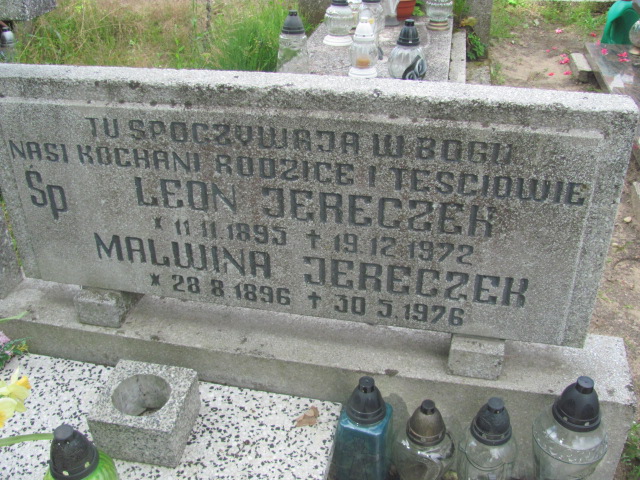 TU SPOCZYWAJĄ W BOGU
NASI KOCHANI RODZICE I TEŚCIOWIE
Śp LEON JERECZEK
* 11.11.1895 + 19.12.1972
MALWINA JERECZEK
* 28.8.1896 + 30.5.1976